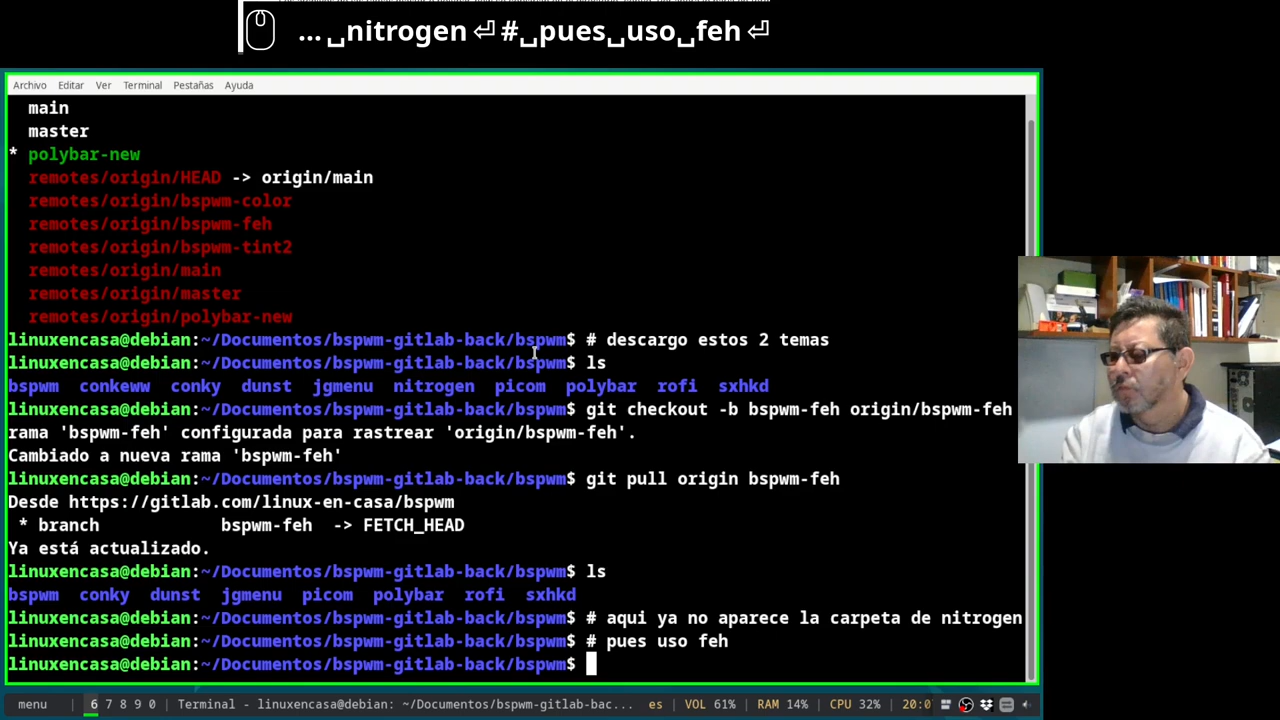 ... ␣nitrogen⏎#␣pues␣uso␣feh⏎
Archivo Editar Ver Terminal Pestañas Ayuda
main
master
* polybar-new
remotes/origin/HEAD -> origin/main
remotes/origin/bspwm-color
remotes/origin/bspwm-feh
remotes/origin/bspwm-tint2
remotes/origin/main
remotes/origin/master
remotes/origin/polybar-new
linuxencasa@debian:~/Documentos/bspwm-gitlab-back/bspwm$ # descargo estos 2 temas
linuxencasa@debian:~/Documentos/bspwm-gitlab-back/bspwm$ ls
bspwm conkeww conky dunst jgmenu nitrogen picom polybar rofi sxhkd
linuxencasa@debian:~/Documentos/bspwm-gitlab-back/bspwm$ git checkout -b bspwm-feh origin/bspwm-feh
rama 'bspwm-feh' configurada para rastrear 'origin/bspwm-feh'.
Cambiado a nueva rama 'bspwm-feh'
linuxencasa@debian:~/Documentos/bspwm-gitlab-back/bspwm$ git pull origin bspwm-feh
Desde https://gitlab.com/linux-en-casa/bspwm
* branch bspwm-feh -> FETCH_HEAD
Ya está actualizado.
linuxencasa@debian:~/Documentos/bspwm-gitlab-back/bspwm$ ls
bspwm conky dunst jgmenu picom polybar rofi sxhkd
linuxencasa@debian:~/Documentos/bspwm-gitlab-back/bspwm$ # aqui ya no aparece la carpeta de nitrogen
linuxencasa@debian:~/Documentos/bspwm-gitlab-back/bspwm$ # pues uso feh
linuxencasa@debian:~/Documentos/bspwm-gitlab-back/bspwm$
menu | 6 7 8 9 0 | Terminal - linuxencasa@debian: ~/Documentos/bspwm-gitlab-bac... es | VOL 61% | RAM 14% | CPU 32% | 20:0